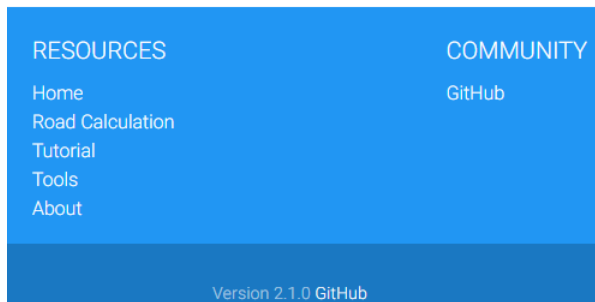 RESOURCES
Home
Road Calculation
Tutorial
Tools
About
COMMUNITY
GitHub
Version 2.1.0 GitHub